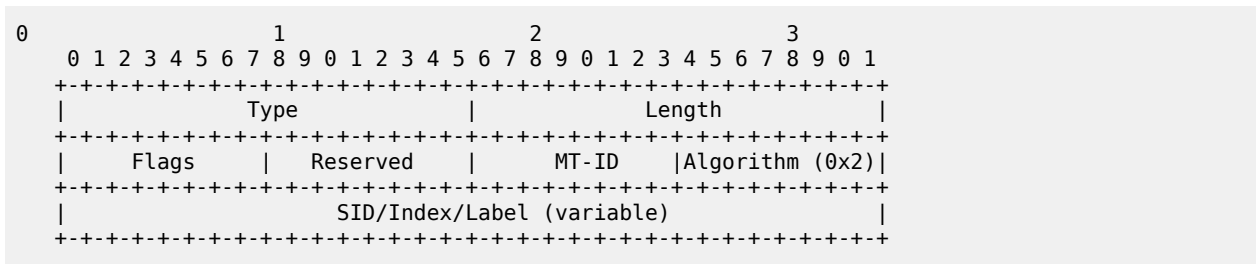 0                   1                   2                   3
    0 1 2 3 4 5 6 7 8 9 0 1 2 3 4 5 6 7 8 9 0 1 2 3 4 5 6 7 8 9 0 1
   +-+-+-+-+-+-+-+-+-+-+-+-+-+-+-+-+-+-+-+-+-+-+-+-+-+-+-+-+-+-+-+-+
   |              Type             |             Length            |
   +-+-+-+-+-+-+-+-+-+-+-+-+-+-+-+-+-+-+-+-+-+-+-+-+-+-+-+-+-+-+-+-+
   |     Flags     |   Reserved    |      MT-ID    |Algorithm (0x2)|
   +-+-+-+-+-+-+-+-+-+-+-+-+-+-+-+-+-+-+-+-+-+-+-+-+-+-+-+-+-+-+-+-+
   |                     SID/Index/Label (variable)                |
   +-+-+-+-+-+-+-+-+-+-+-+-+-+-+-+-+-+-+-+-+-+-+-+-+-+-+-+-+-+-+-+-+